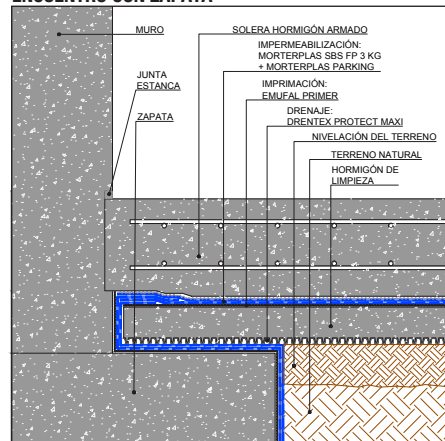 ENCUENTRO CON ZAPATA
MURO
SOLERA HORMIGÓN ARMADO
IMPERMEABILIZACIÓN:
MORTERPLAS SBS FP 3 KG
+ MORTERPLAS PARKING
JUNTA
ESTANCA
IMPRIMACIÓN:
EMUFAL PRIMER
DRENAJE:
DRENTEX PROTECT MAXI
ZAPATA
NIVELACIÓN DEL TERRENO
TERRENO NATURAL
HORMIGÓN DE
LIMPIEZA